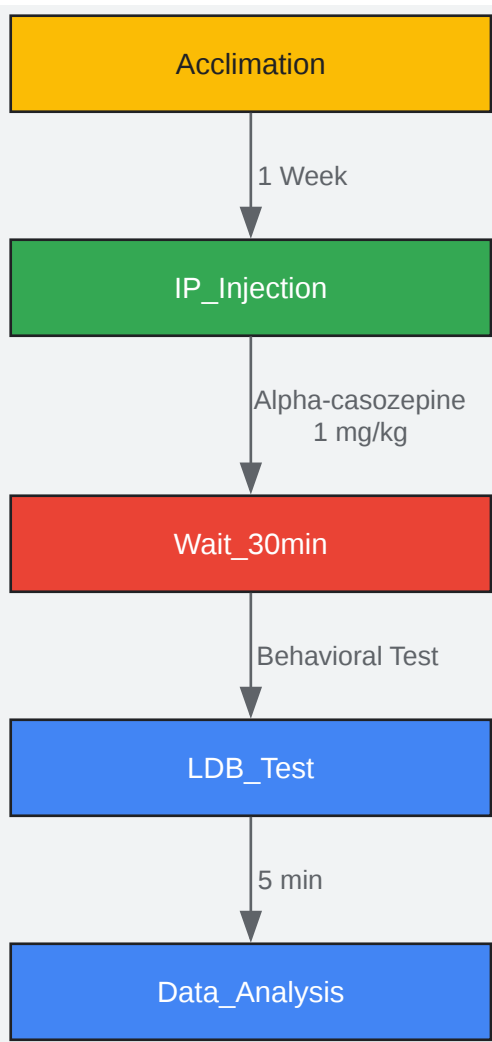 Acclimation
1 Week
IP_Injection
Alpha-casozepine
1 mg/kg
Wait_30min
Behavioral Test
LDB_Test
5 min
Data_Analysis